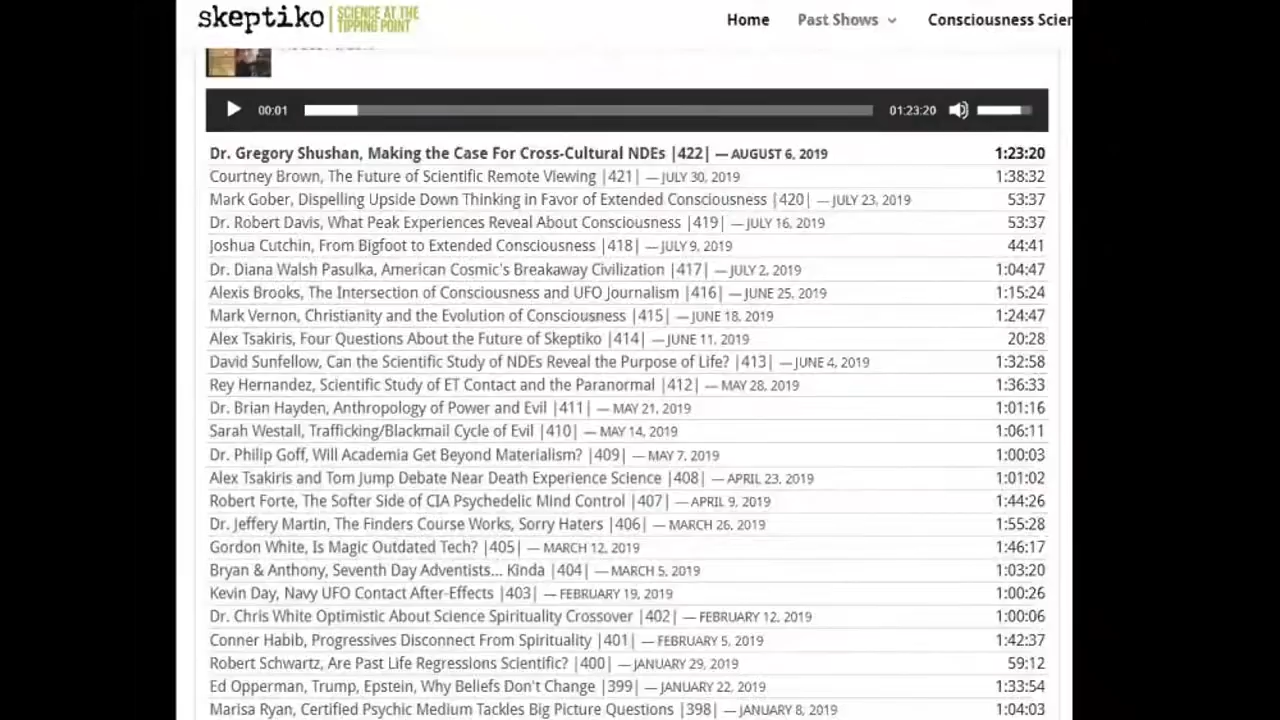 skeptiko | SCIENCE AT THE TIPPING POINT
Home Past Shows Consciousness Scien
00:01 01:23:20
Dr. Gregory Shushan, Making the Case For Cross-Cultural NDEs |422| — AUGUST 6, 2019 1:23:20
Courtney Brown, The Future of Scientific Remote Viewing |421| — JULY 30, 2019 1:38:32
Mark Gober, Dispelling Upside Down Thinking in Favor of Extended Consciousness |420| — JULY 23, 2019 53:37
Dr. Robert Davis, What Peak Experiences Reveal About Consciousness |419| — JULY 16, 2019 53:37
Joshua Cutchin, From Bigfoot to Extended Consciousness |418| — JULY 9, 2019 44:41
Dr. Diana Walsh Pasulka, American Cosmic's Breakaway Civilization |417| — JULY 2, 2019 1:04:47
Alexis Brooks, The Intersection of Consciousness and UFO Journalism |416| — JUNE 25, 2019 1:15:24
Mark Vernon, Christianity and the Evolution of Consciousness |415| — JUNE 18, 2019 1:24:47
Alex Tsakiris, Four Questions About the Future of Skeptiko |414| — JUNE 11, 2019 20:28
David Sunfellow, Can the Scientific Study of NDEs Reveal the Purpose of Life? |413| — JUNE 4, 2019 1:32:58
Rey Hernandez, Scientific Study of ET Contact and the Paranormal |412| — MAY 28, 2019 1:36:33
Dr. Brian Hayden, Anthropology of Power and Evil |411| — MAY 21, 2019 1:01:16
Sarah Westall, Trafficking/Blackmail Cycle of Evil |410| — MAY 14, 2019 1:06:11
Dr. Philip Goff, Will Academia Get Beyond Materialism? |409| — MAY 7, 2019 1:00:03
Alex Tsakiris and Tom Jump Debate Near Death Experience Science |408| — APRIL 23, 2019 1:01:02
Robert Forte, The Softer Side of CIA Psychedelic MInd Control |407| — APRIL 9, 2019 1:44:26
Dr. Jeffery Martin, The Finders Course Works, Sorry Haters |406| — MARCH 26, 2019 1:55:28
Gordon White, Is Magic Outdated Tech? |405| — MARCH 12, 2019 1:46:17
Bryan & Anthony, Seventh Day Adventists... Kinda |404| — MARCH 5, 2019 1:03:20
Kevin Day, Navy UFO Contact After-Effects |403| — FEBRUARY 19, 2019 1:00:26
Dr. Chris White Optimistic About Science Spirituality Crossover |402| — FEBRUARY 12, 2019 1:00:06
Conner Habib, Progressives Disconnect From Spirituality |401| — FEBRUARY 5, 2019 1:42:37
Robert Schwartz, Are Past Life Regressions Scientific? |400| — JANUARY 29, 2019 59:12
Ed Opperman, Trump, Epstein, Why Beliefs Don't Change |399| — JANUARY 22, 2019 1:33:54
Marisa Ryan, Certified Psychic Medium Tackles Big Picture Questions |398| — JANUARY 8, 2019 1:04:03